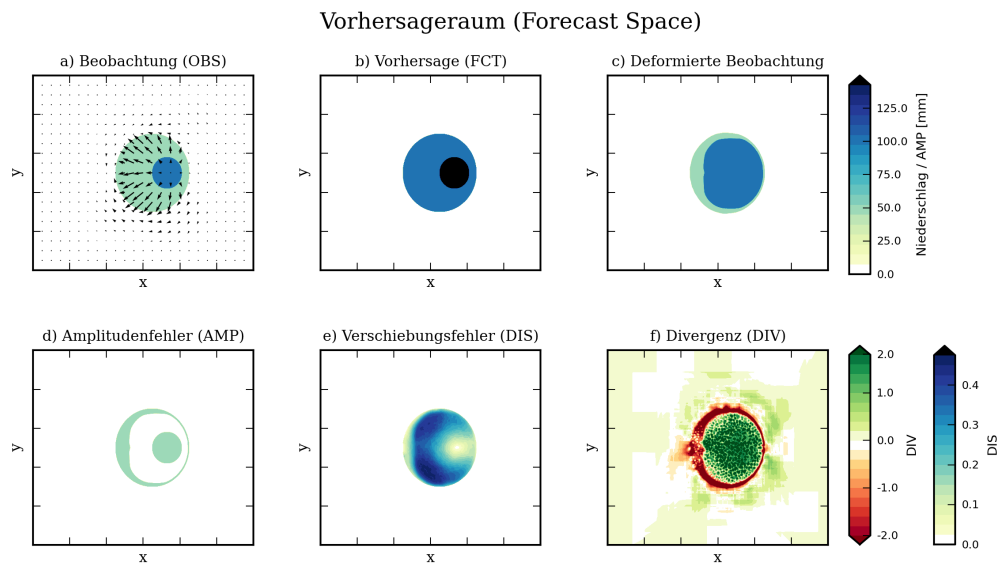 Vorhersageraum (Forecast Space)
a) Beobachtung (OBS)
b) Vorhersage (FCT)
c) Deformierte Beobachtung
y
x
y
x
y
x
125.0
100.0
75.0
50.0
25.0
0.0
Niederschlag / AMP [mm]
d) Amplitudenfehler (AMP)
e) Verschiebungsfehler (DIS)
f) Divergenz (DIV)
y
x
y
x
y
x
2.0
1.0
0.0
-1.0
-2.0
DIV
0.4
0.3
0.2
0.1
0.0
DIS